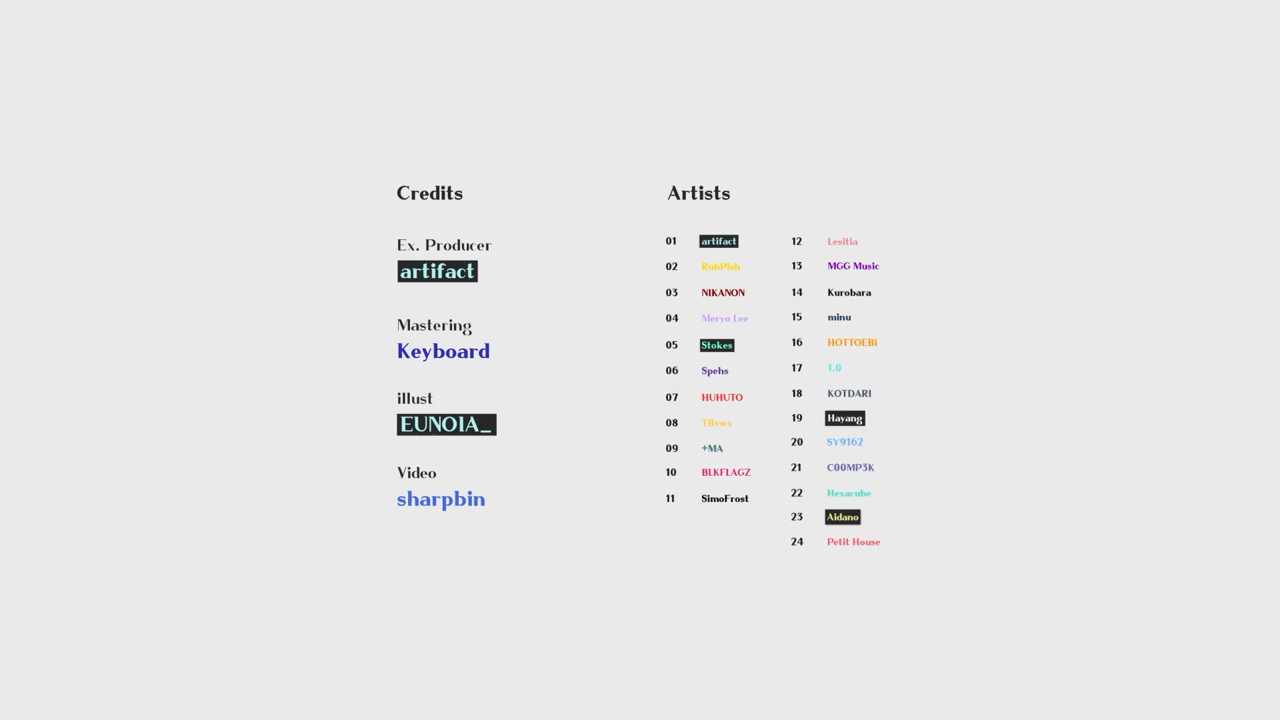 Credits
Ex. Producer
artifact
Mastering
Keyboard
illust
EUNOIA_
Video
sharpbin
Artists
01 artifact
02 RubPish
03 NIKANON
04 Meryo Lee
05 Stokes
06 Spehs
07 HUHUTO
08 TBvwv
09 +MA
10 BLKFLAGZ
11 SimoFrost
12 Lesitia
13 MGG Music
14 Kurobara
15 minu
16 HOTTOEBI
17 1.0
18 KOTDARI
19 Hayang
20 SY9162
21 C00MP3K
22 Hexacube
23 Aidano
24 Petit House